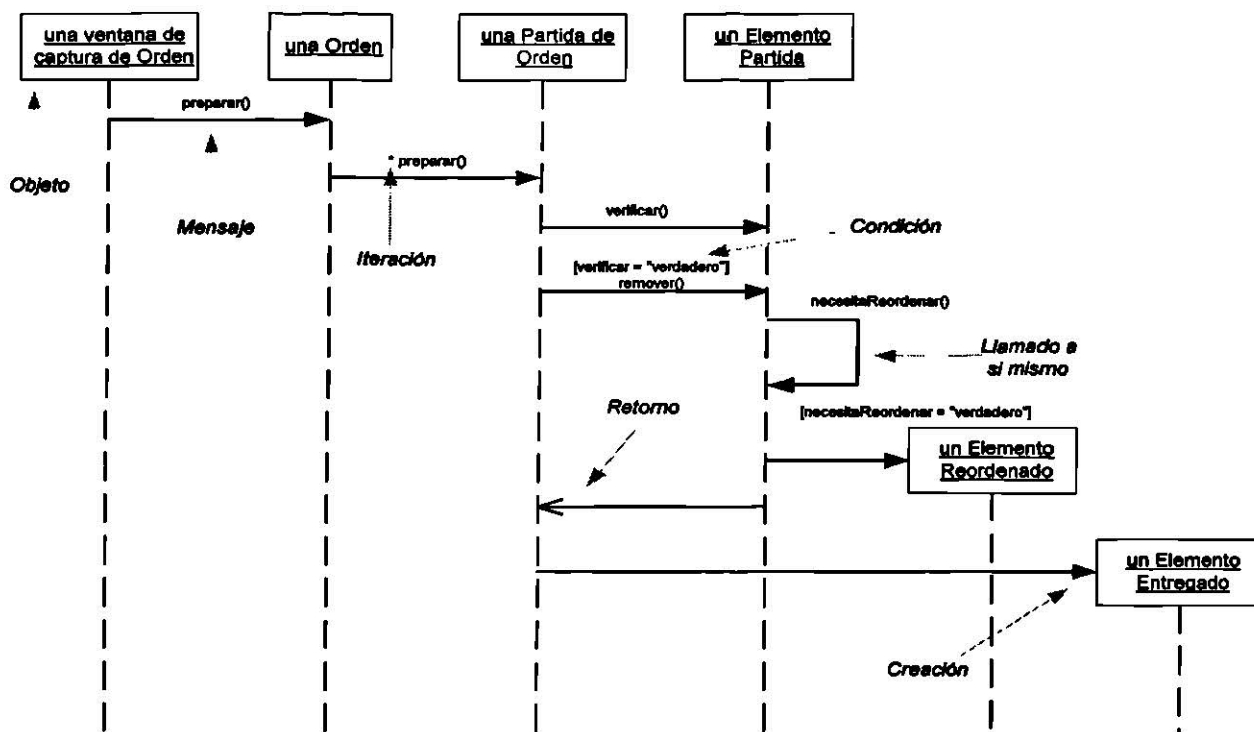 una ventana de
captura de Orden
una Orden
una Partida de
Orden
un Elemento
Partida
preparar()
* preparar()
Objeto
Mensaje
verificar()
Condición
Iteración
[verificar = "verdadero"]
remover()
necesitaReordenar()
Llamado a
si mismo
Retorno
[necesitaReordenar = "verdadero"]
un Elemento
Reordenado
un Elemento
Entregado
Creación